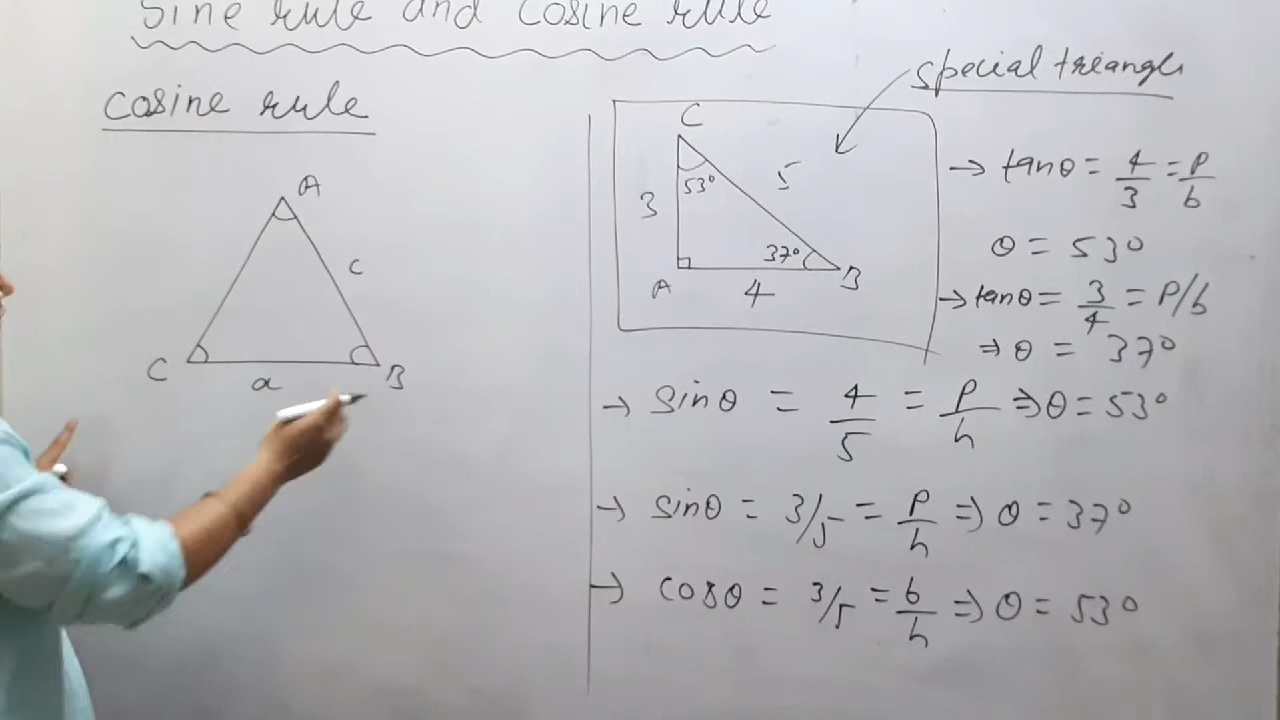 Sine rule and Cosine rule
cosine rule
A
c
C
a
B
special triangle
C
53°
5
3
37°
A
4
B
→ tanθ = 4/3 = P/b
θ = 53°
→ tanθ = 3/4 = P/b
⇒ θ = 37°
→ sinθ = 4/5 = P/h ⇒ θ = 53°
→ sinθ = 3/5 = P/h ⇒ θ = 37°
→ cosθ = 3/5 = b/h ⇒ θ = 53°